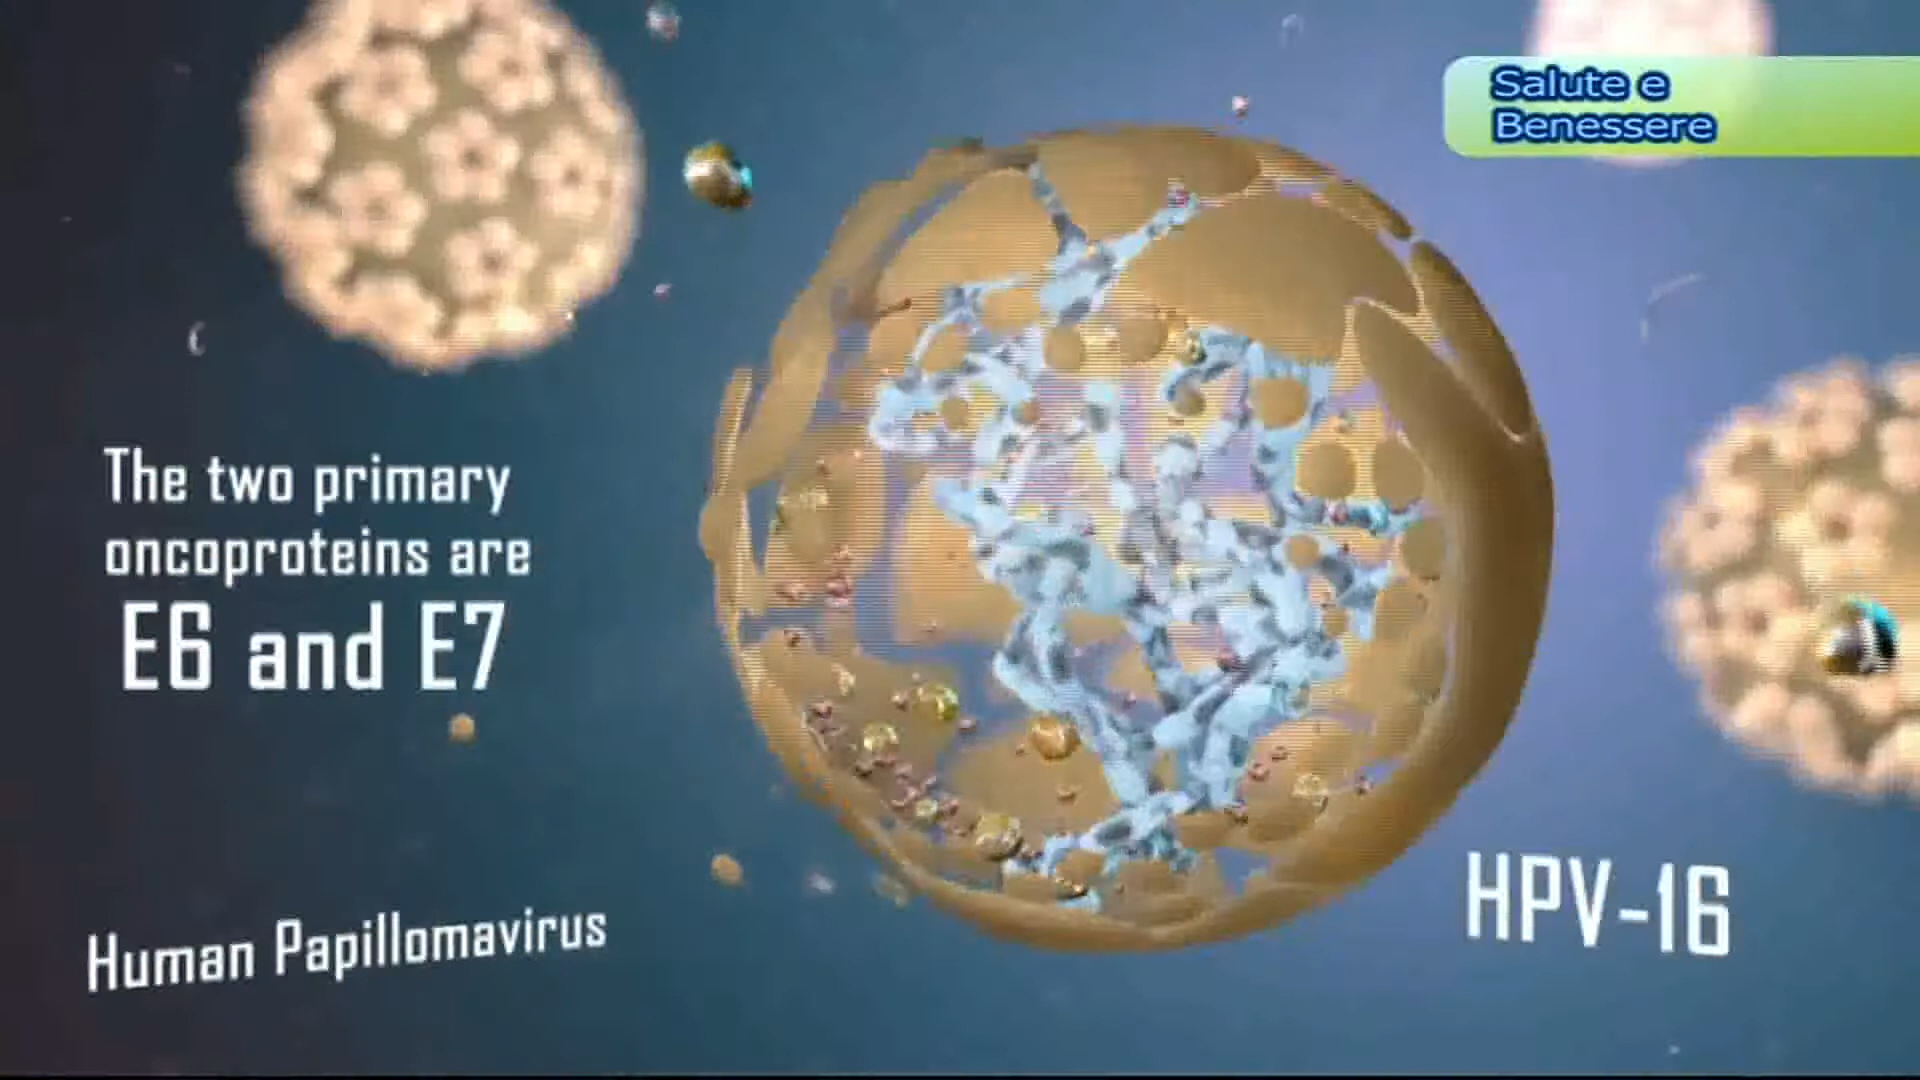 Salute e
Benessere
The two primary
oncoproteins are
E6 and E7
Human Papillomavirus
HPV-16